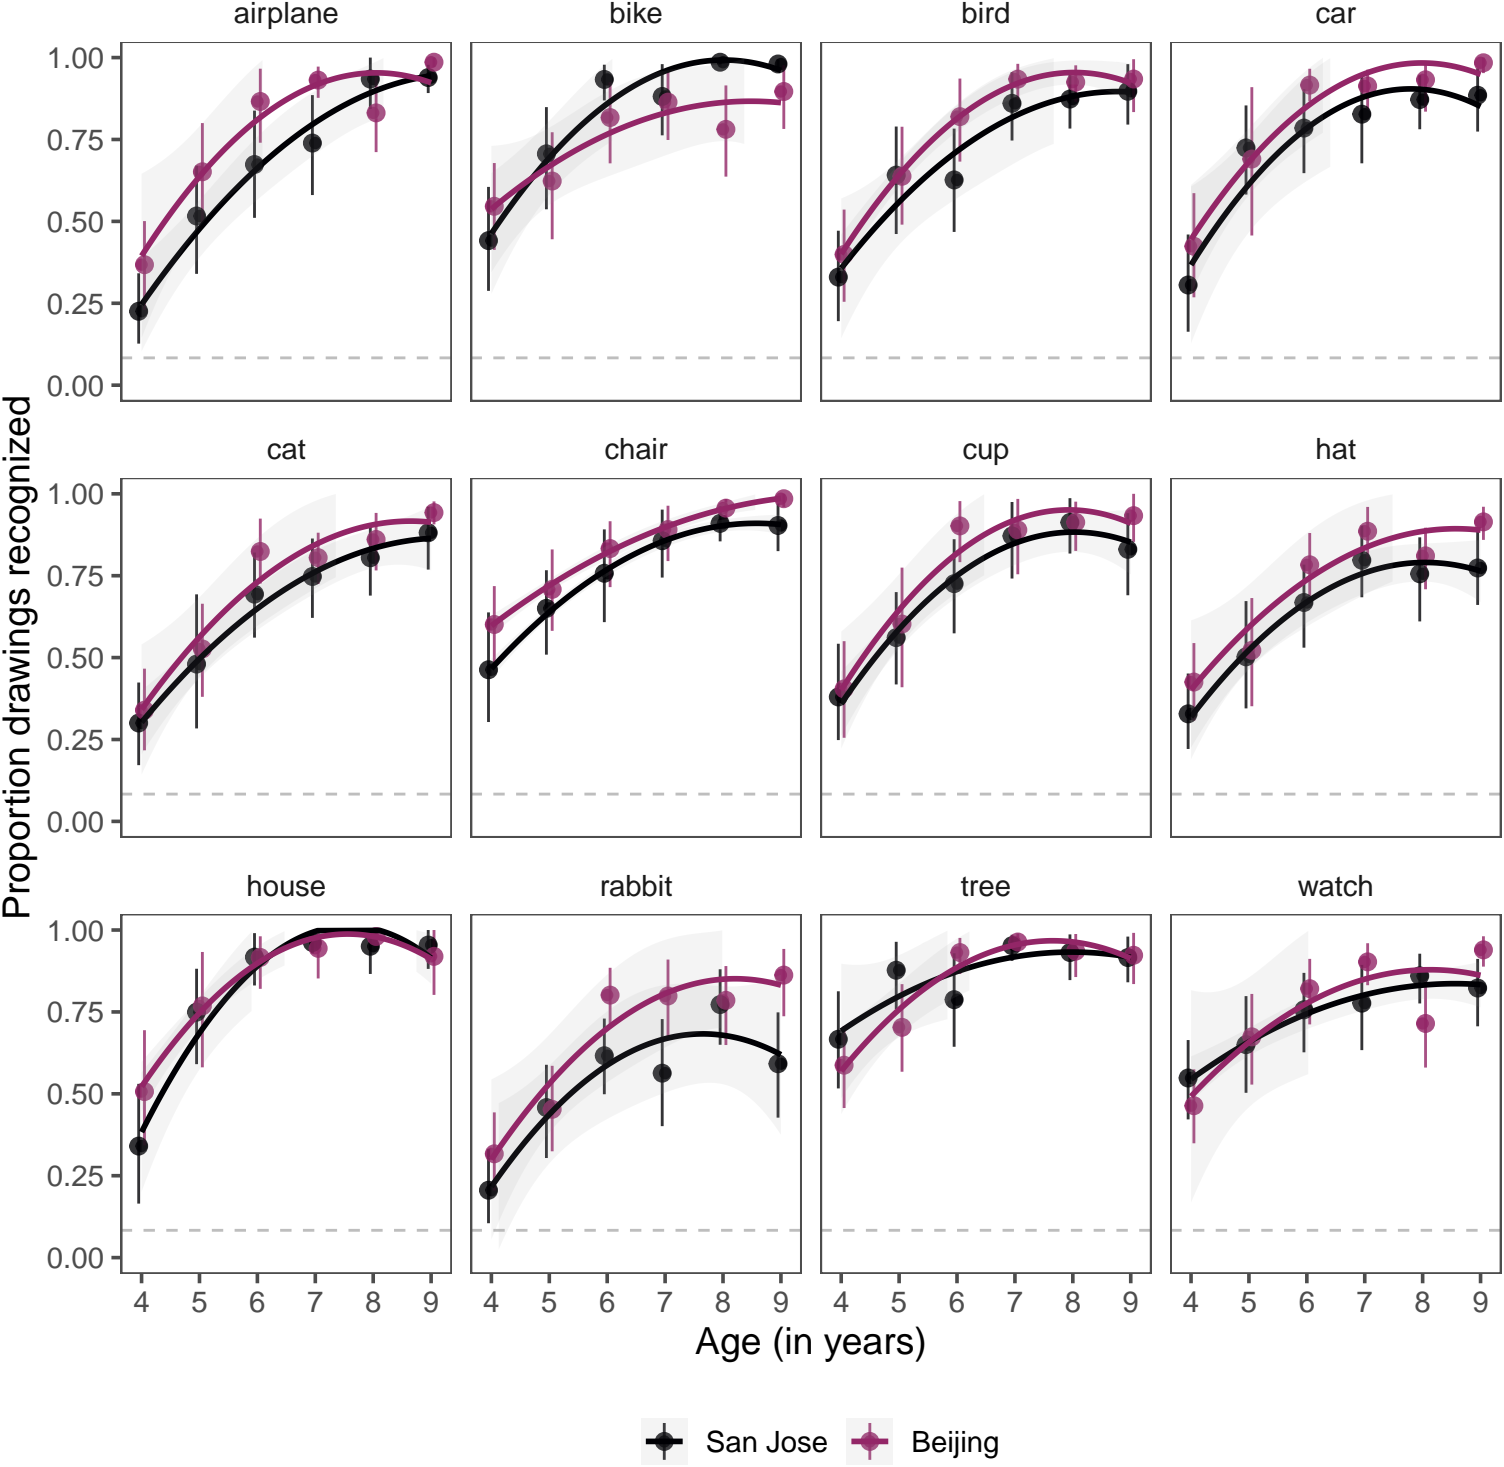 airplane bike bird car
1.00
0.75
0.50
0.25
0.00
cat chair cup hat
1.00
0.75
0.50
0.25
0.00
Proportion drawings recognized
house rabbit tree watch
1.00
0.75
0.50
0.25
0.00
4 5 6 7 8 9 4 5 6 7 8 9 4 5 6 7 8 9 4 5 6 7 8 9
Age (in years)
San Jose Beijing